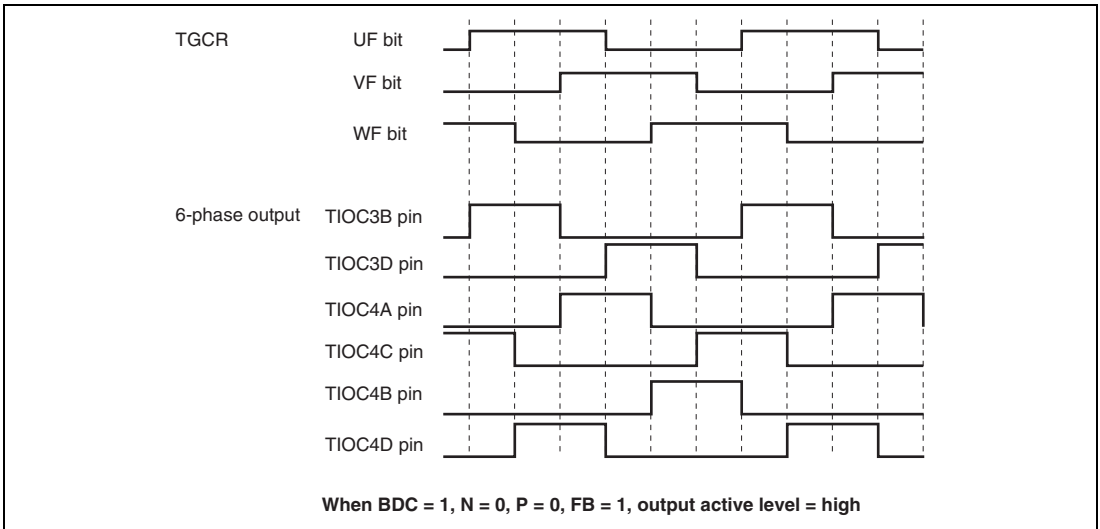 TGCR UF bit
VF bit
WF bit
6-phase output TIOC3B pin
TIOC3D pin
TIOC4A pin
TIOC4C pin
TIOC4B pin
TIOC4D pin
When BDC = 1, N = 0, P = 0, FB = 1, output active level = high